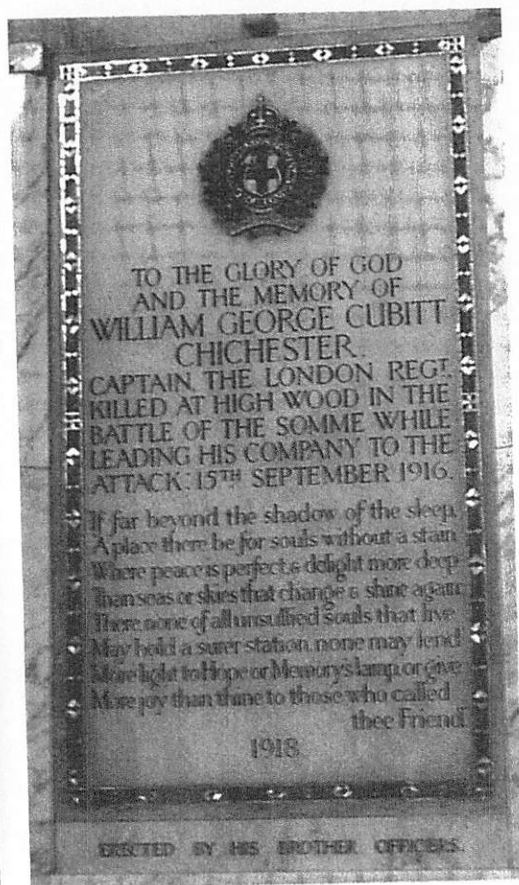 TO THE GLORY OF GOD
AND THE MEMORY OF
WILLIAM GEORGE CUBITT
CHICHESTER.
CAPTAIN, THE LONDON REGT.
KILLED AT HIGH WOOD IN THE
BATTLE OF THE SOMME WHILE
LEADING HIS COMPANY TO THE
ATTACK: 15TH SEPTEMBER 1916.
If far beyond the shadow of the sleep,
A place there be for souls without a stain
Where peace is perfect & delight more deep
Than seas or skies that change & shine again
There none of all unsullied souls that live
May hold a surer station, none may lend
More light to Hope or Memory's lamp, or give
More joy than thine to those who called
thee Friend
1918
ERECTED BY HIS BROTHER OFFICERS.